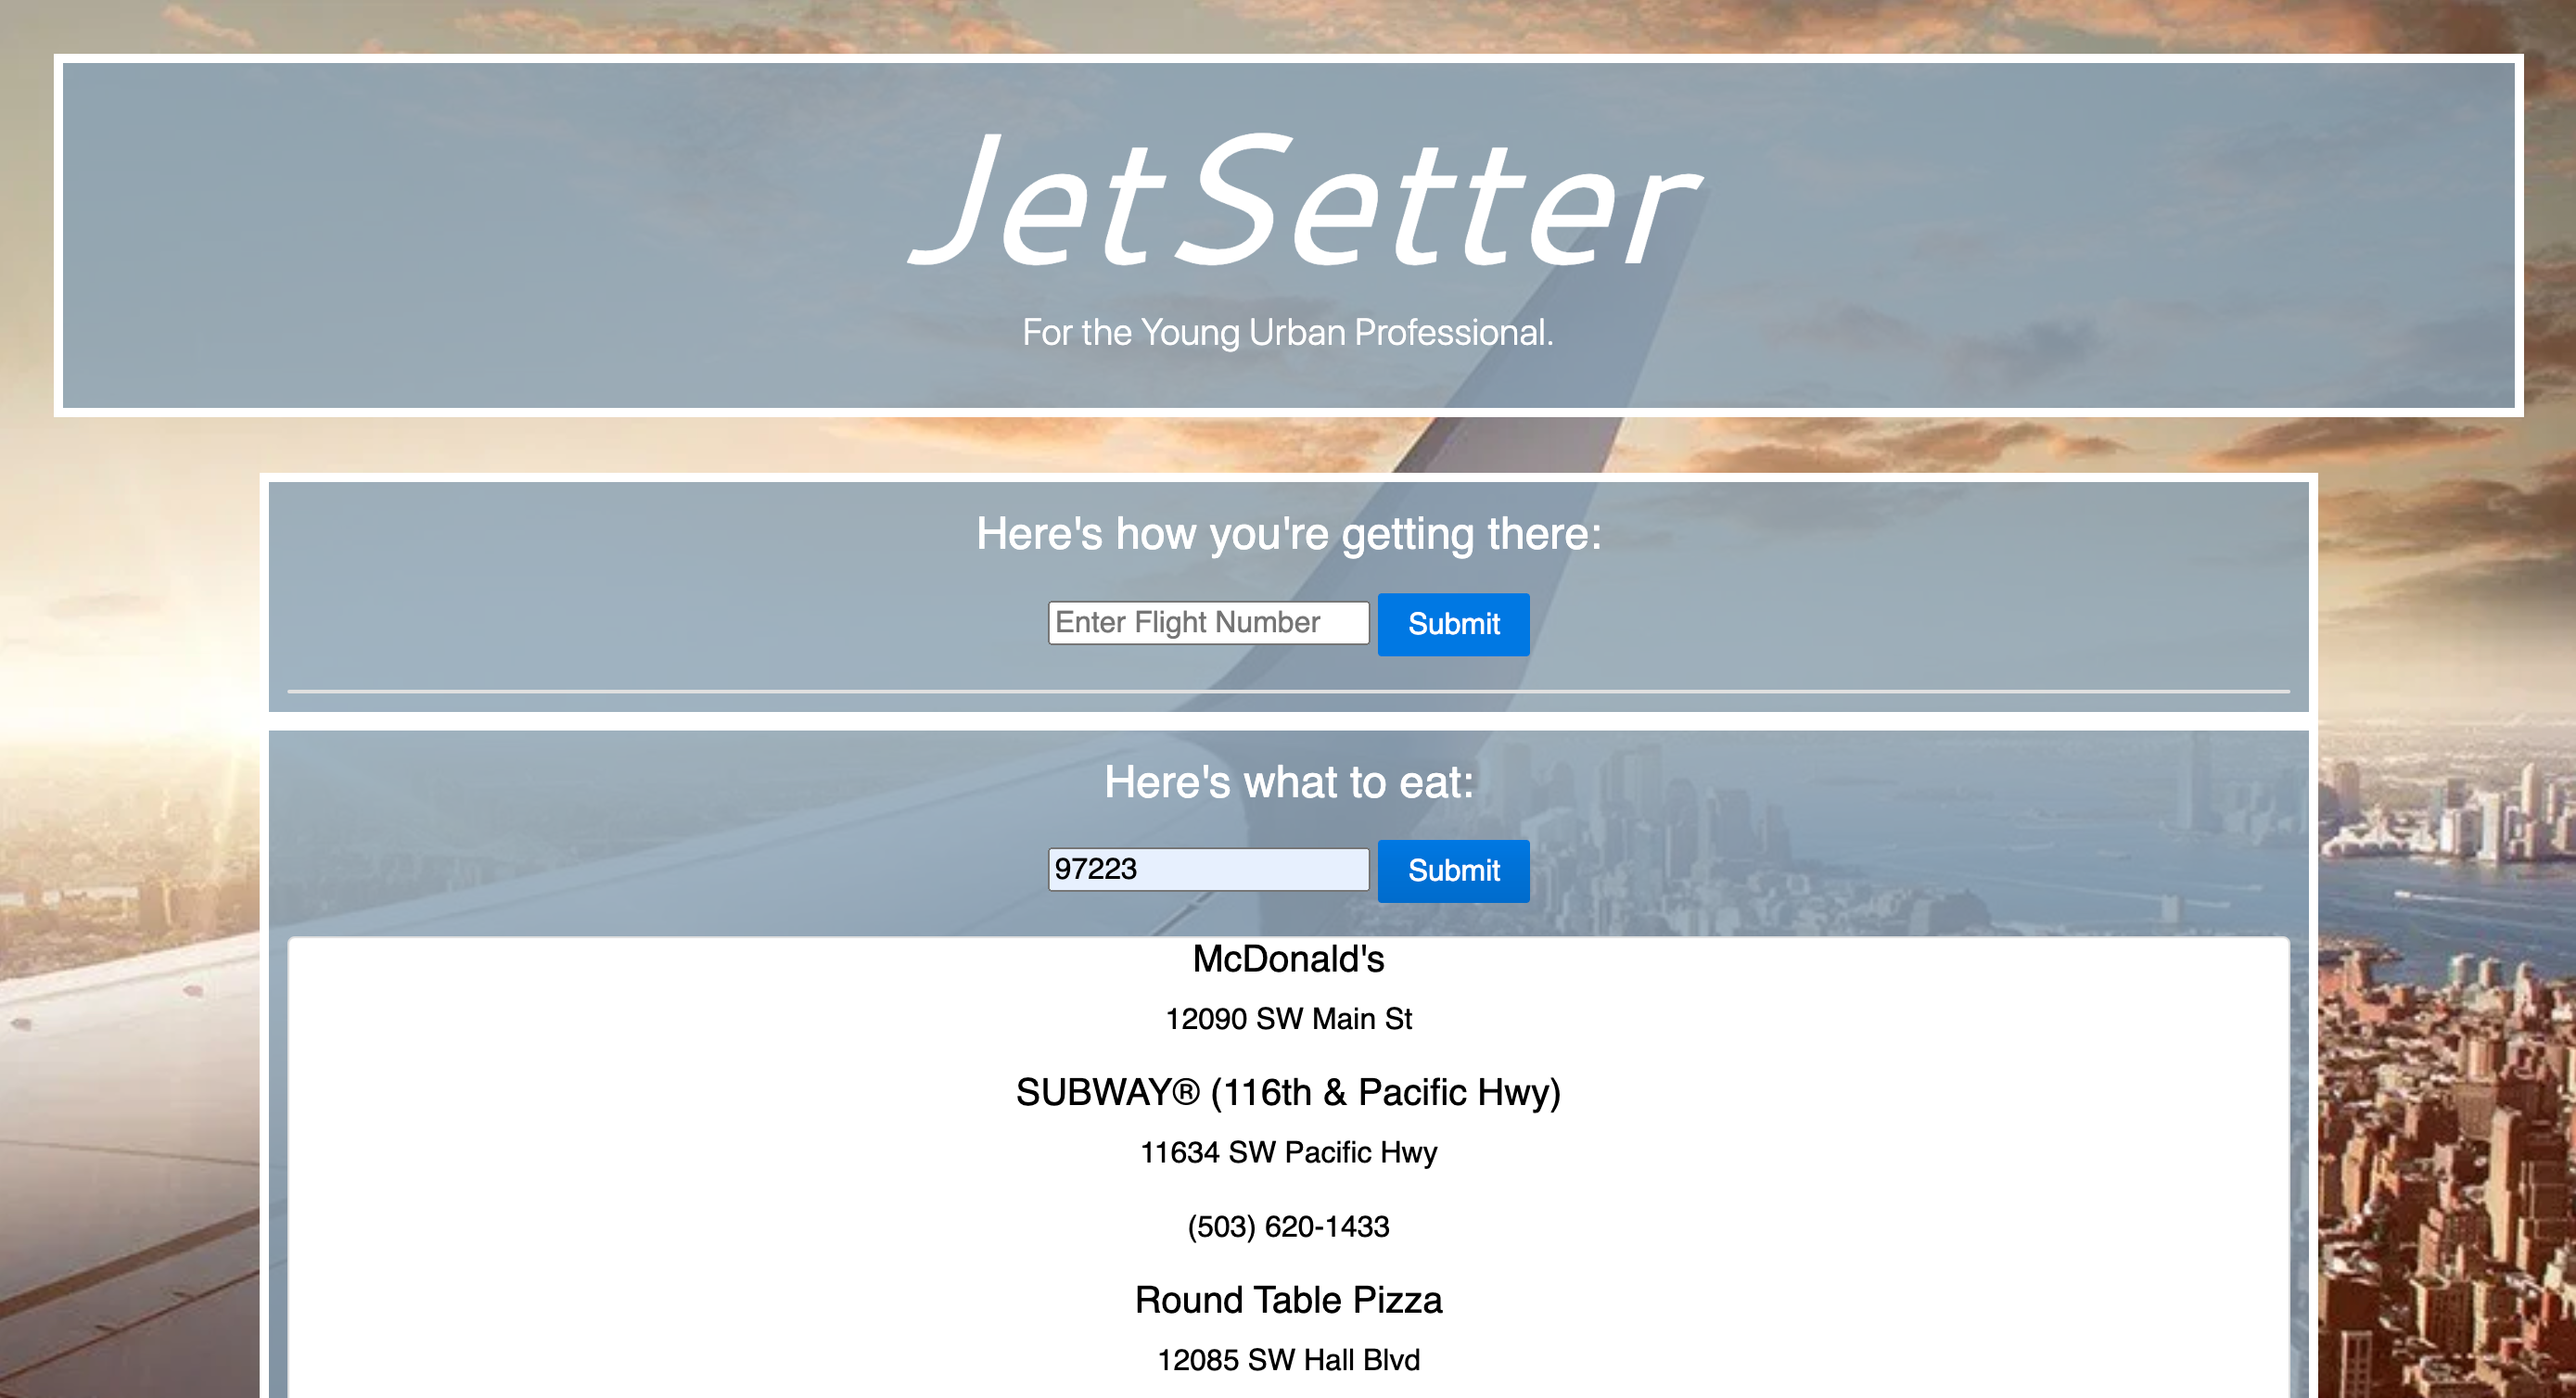 JetSetter
For the Young Urban Professional.
Here's how you're getting there:
Enter Flight Number
Submit
Here's what to eat:
97223
Submit
McDonald's
12090 SW Main St
SUBWAY® (116th & Pacific Hwy)
11634 SW Pacific Hwy
(503) 620-1433
Round Table Pizza
12085 SW Hall Blvd